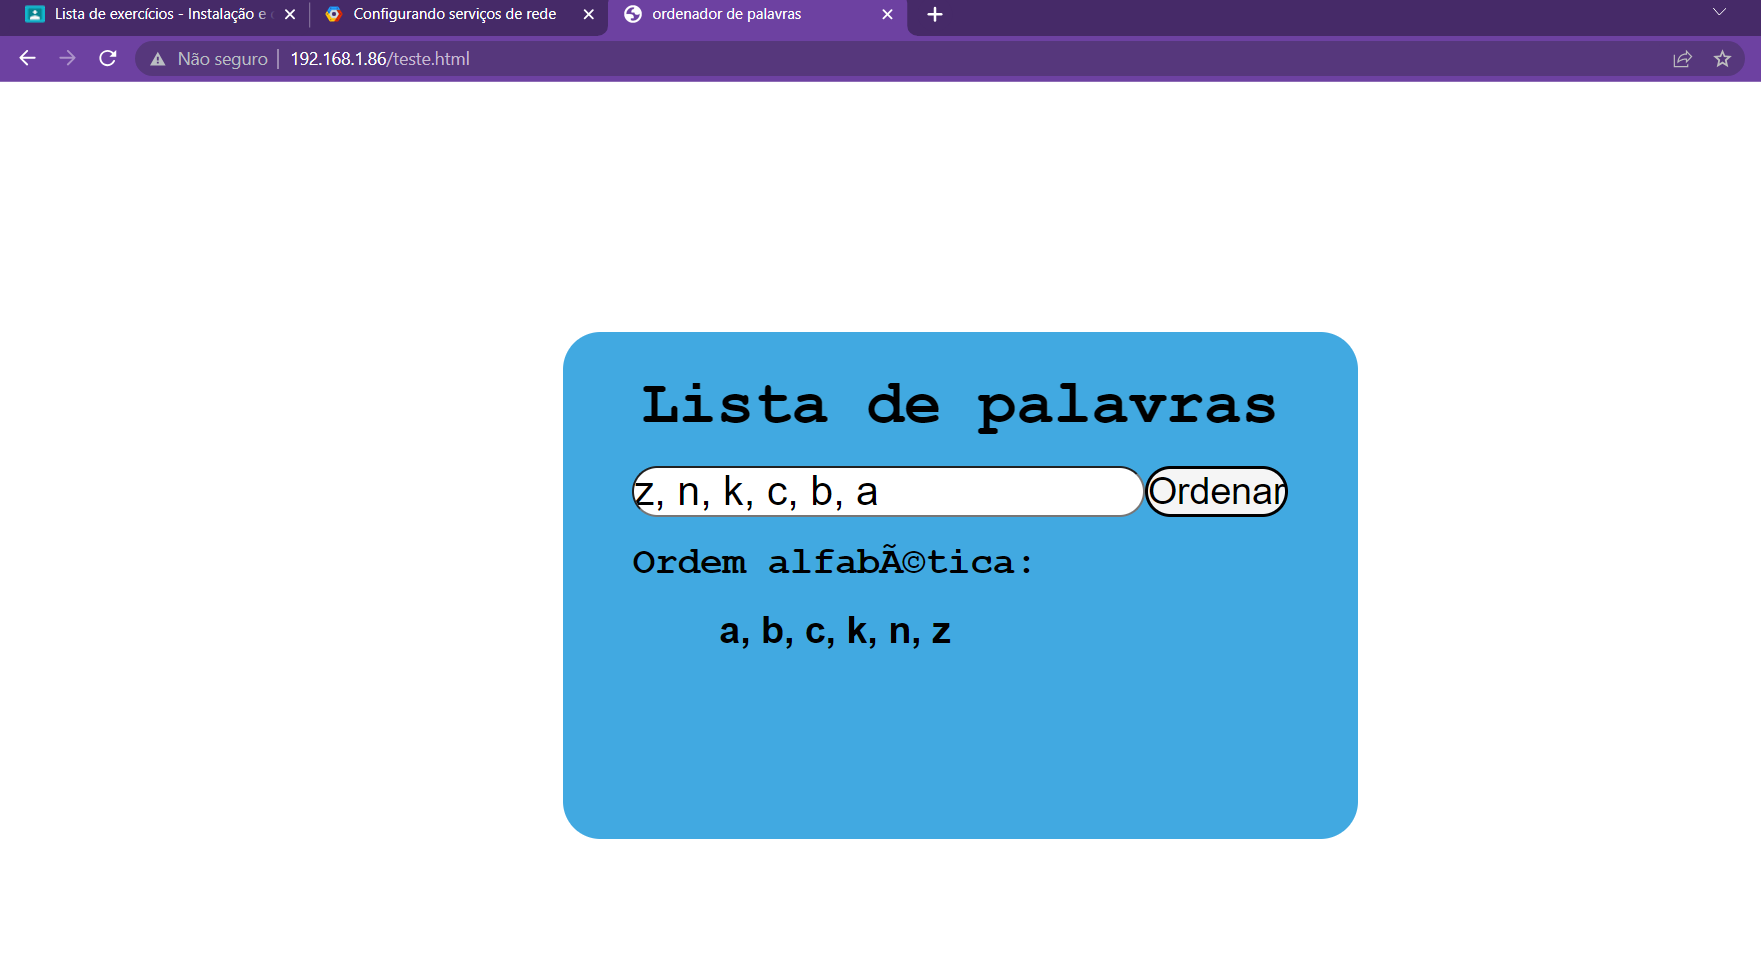 Lista de exercícios - Instalação e
Configurando serviços de rede
ordenador de palavras
Não seguro
192.168.1.86/teste.html
Lista de palavras
z, n, k, c, b, a
Ordenar
Ordem alfabÃ©tica:
a, b, c, k, n, z